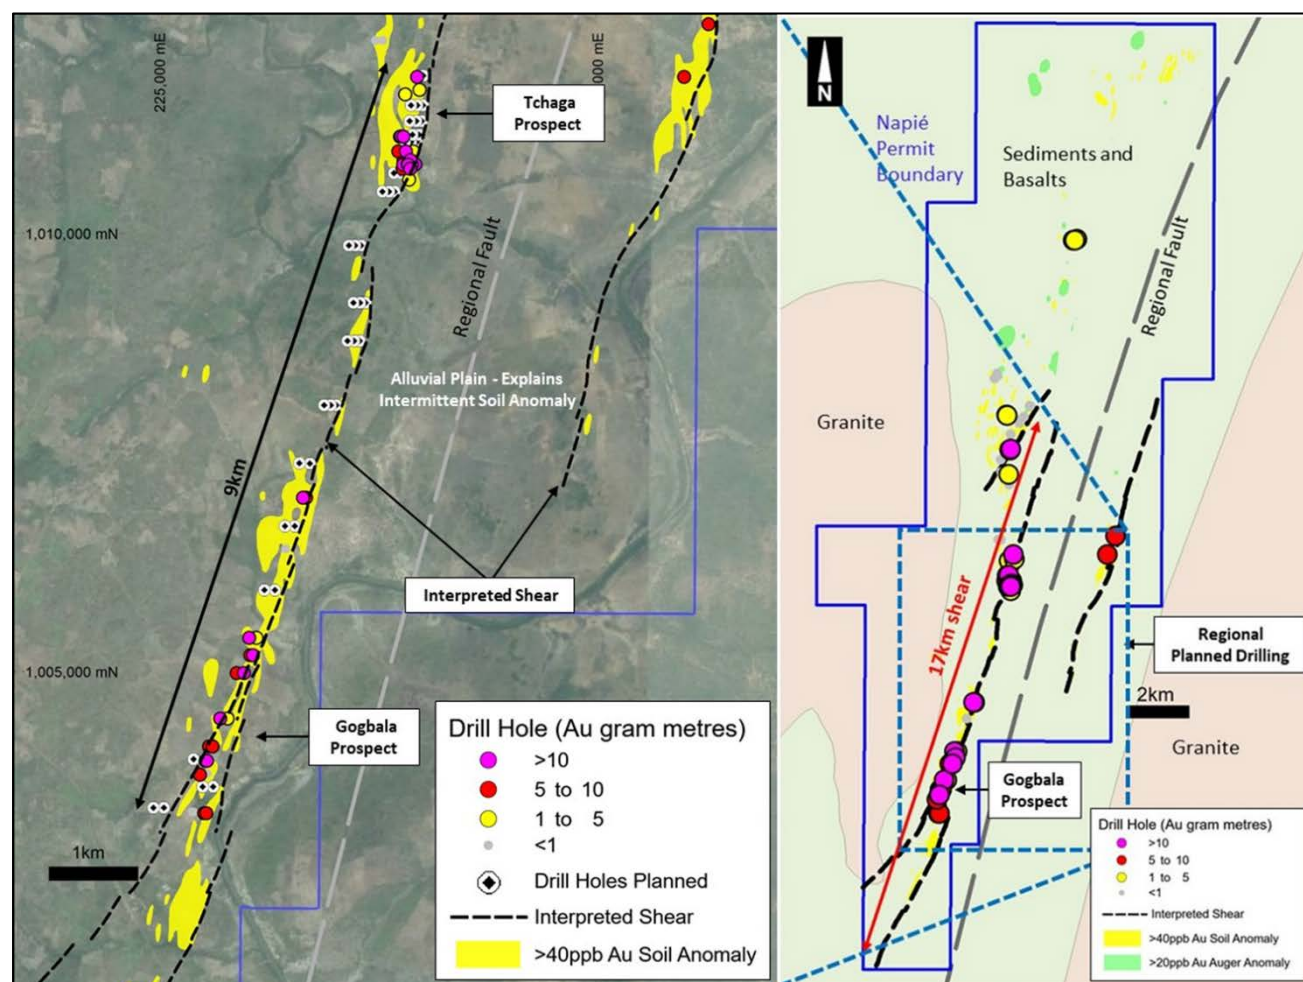 225,000 mE
000 mE
Tchaga
Prospect
1,010,000 mN
Regional Fault
Alluvial Plain - Explains
Intermittent Soil Anomaly
9km
Interpreted Shear
1,005,000 mN
Gogbala
Prospect
1km
Drill Hole (Au gram metres)
>10
5 to 10
1 to 5
<1
Drill Holes Planned
Interpreted Shear
>40ppb Au Soil Anomaly
N
Napié
Permit
Boundary
Sediments and
Basalts
Regional Fault
Granite
17km shear
Regional
Planned Drilling
2km
Granite
Gogbala
Prospect
Drill Hole (Au gram metres)
>10
5 to 10
1 to 5
<1
Interpreted Shear
>40ppb Au Soil Anomaly
>20ppb Au Auger Anomaly